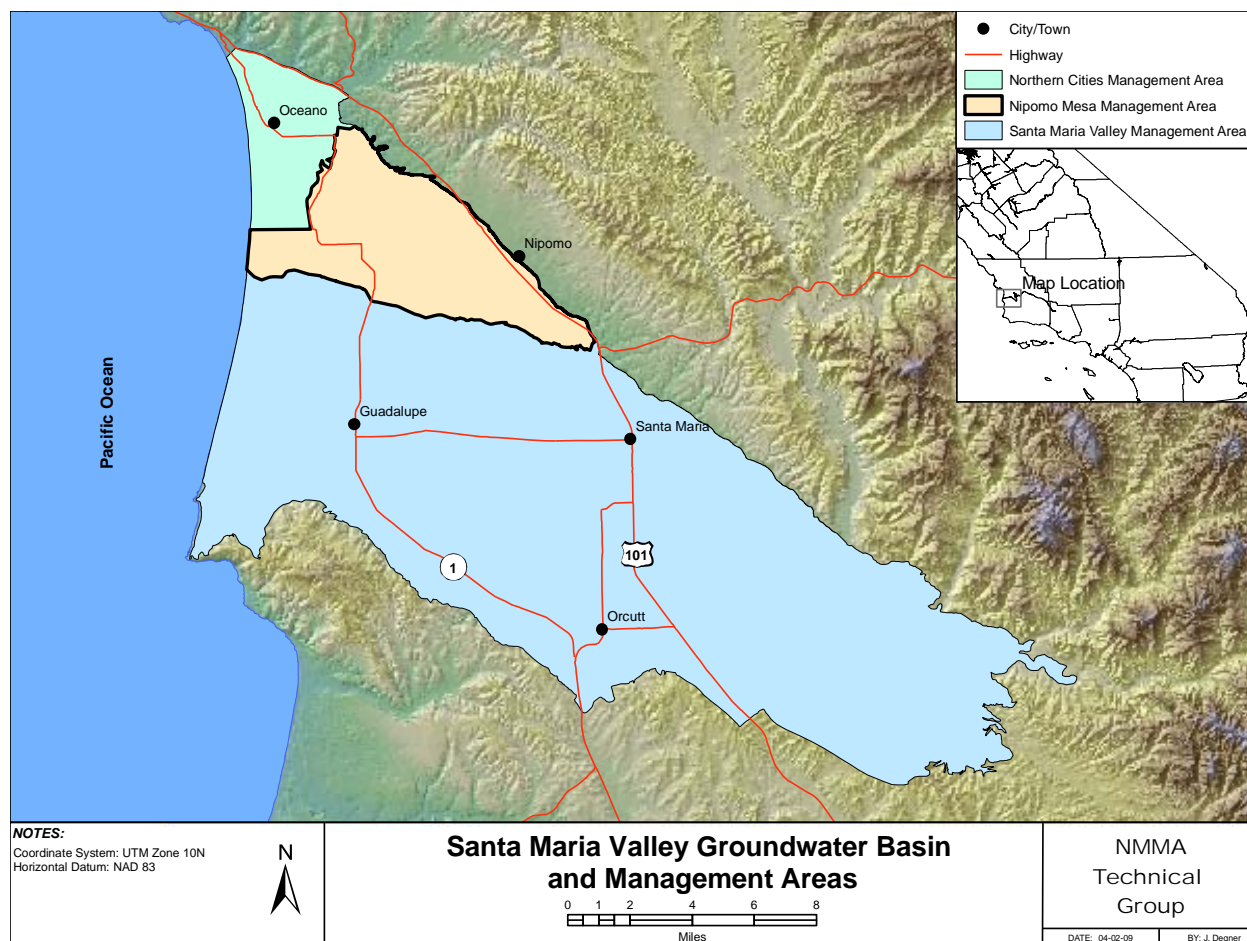 City/Town
Highway
Northern Cities Management Area
Nipomo Mesa Management Area
Santa Maria Valley Management Area
Map Location
Oceano
Nipomo
Pacific Ocean
Guadalupe
Santa Maria
101
1
Orcutt
NOTES:
Coordinate System: UTM Zone 10N
Horizontal Datum: NAD 83
N
Santa Maria Valley Groundwater Basin
and Management Areas
0 1 2 4 6 8
Miles
NMMA
Technical
Group
DATE: 04-02-09 BY: J. Degner